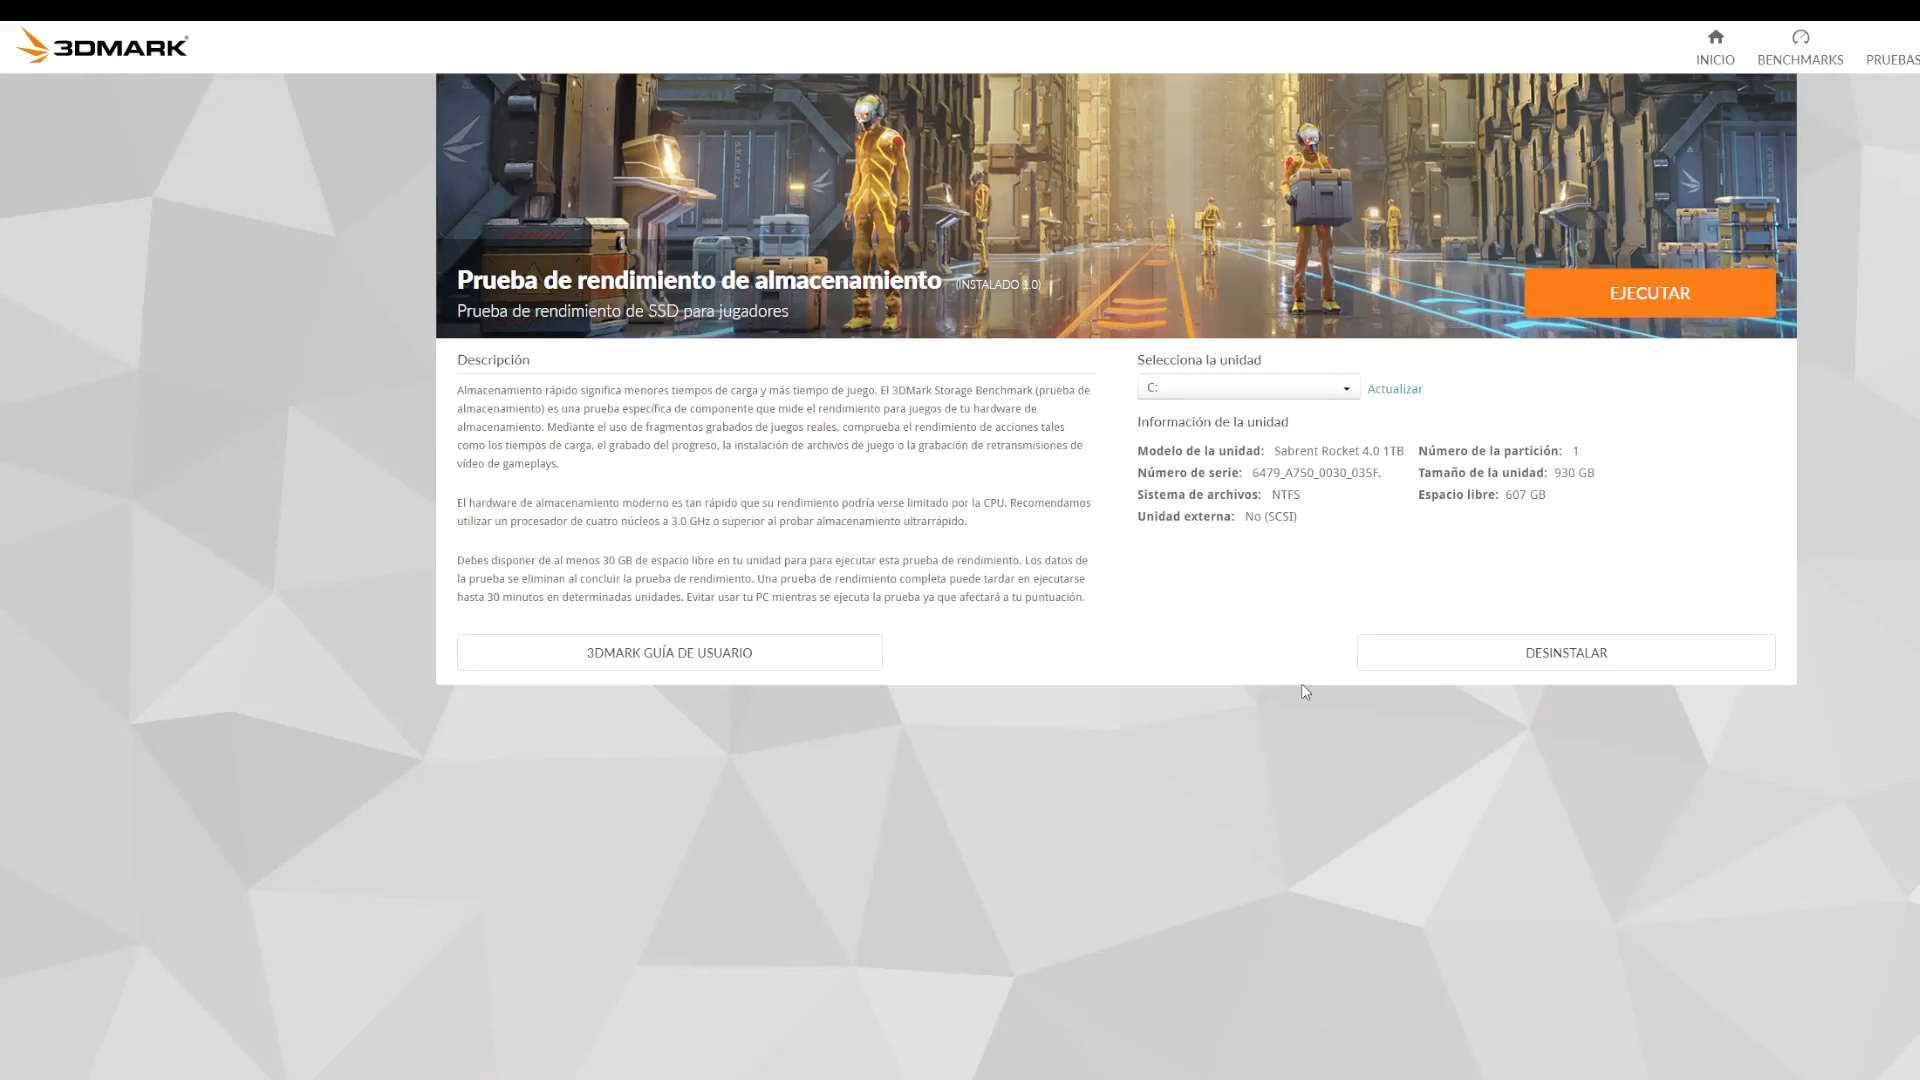 3DMARK
INICIO
BENCHMARKS
PRUEBAS
Prueba de rendimiento de almacenamiento (INSTALADO 1.0)
Prueba de rendimiento de SSD para jugadores
EJECUTAR
Descripción
Almacenamiento rápido significa menores tiempos de carga y más tiempo de juego. El 3DMark Storage Benchmark (prueba de
almacenamiento) es una prueba específica de componente que mide el rendimiento para juegos de tu hardware de
almacenamiento. Mediante el uso de fragmentos grabados de juegos reales, comprueba el rendimiento de acciones tales
como los tiempos de carga, el grabado del progreso, la instalación de archivos de juego o la grabación de retransmisiones de
vídeo de gameplays.
El hardware de almacenamiento moderno es tan rápido que su rendimiento podría verse limitado por la CPU. Recomendamos
utilizar un procesador de cuatro núcleos a 3.0 GHz o superior al probar almacenamiento ultrarrápido.
Debes disponer de al menos 30 GB de espacio libre en tu unidad para para ejecutar esta prueba de rendimiento. Los datos de
la prueba se eliminan al concluir la prueba de rendimiento. Una prueba de rendimiento completa puede tardar en ejecutarse
hasta 30 minutos en determinadas unidades. Evitar usar tu PC mientras se ejecuta la prueba ya que afectará a tu puntuación.
3DMARK GUÍA DE USUARIO
Selecciona la unidad
C:
Actualizar
Información de la unidad
Modelo de la unidad: Sabrent Rocket 4.0 1TB
Número de la partición: 1
Número de serie: 6479_A750_0030_035F.
Tamaño de la unidad: 930 GB
Sistema de archivos: NTFS
Espacio libre: 607 GB
Unidad externa: No (SCSI)
DESINSTALAR